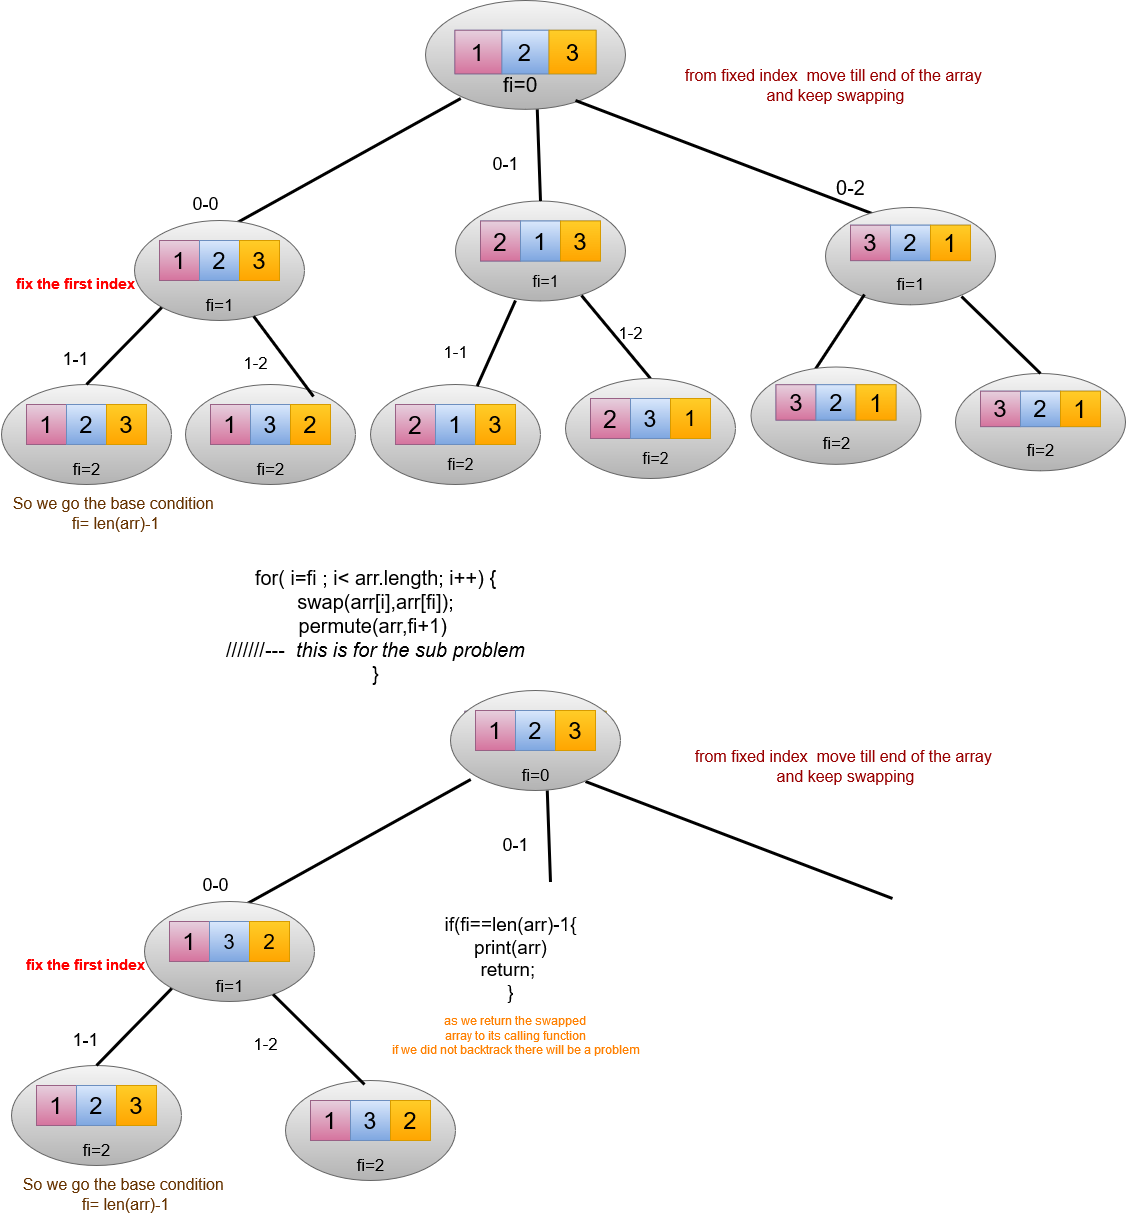 1 2 3
fi=0
from fixed index move till end of the array
and keep swapping
0-0
0-1
0-2
fix the first index
1 2 3
fi=1
2 1 3
fi=1
3 2 1
fi=1
1-1
1-2
1-1
1-2
1 2 3
fi=2
1 3 2
fi=2
2 1 3
fi=2
2 3 1
fi=2
3 2 1
fi=2
3 2 1
fi=2
So we go the base condition
fi= len(arr)-1
for( i=fi ; i< arr.length; i++) {
swap(arr[i],arr[fi]);
permute(arr,fi+1)
///////--- this is for the sub problem
}
1 2 3
fi=0
from fixed index move till end of the array
and keep swapping
0-0
0-1
fix the first index
1 3 2
fi=1
if(fi==len(arr)-1{
print(arr)
return;
}
as we return the swapped
array to its calling function
if we did not backtrack there will be a problem
1-1
1-2
1 2 3
fi=2
1 3 2
fi=2
So we go the base condition
fi= len(arr)-1